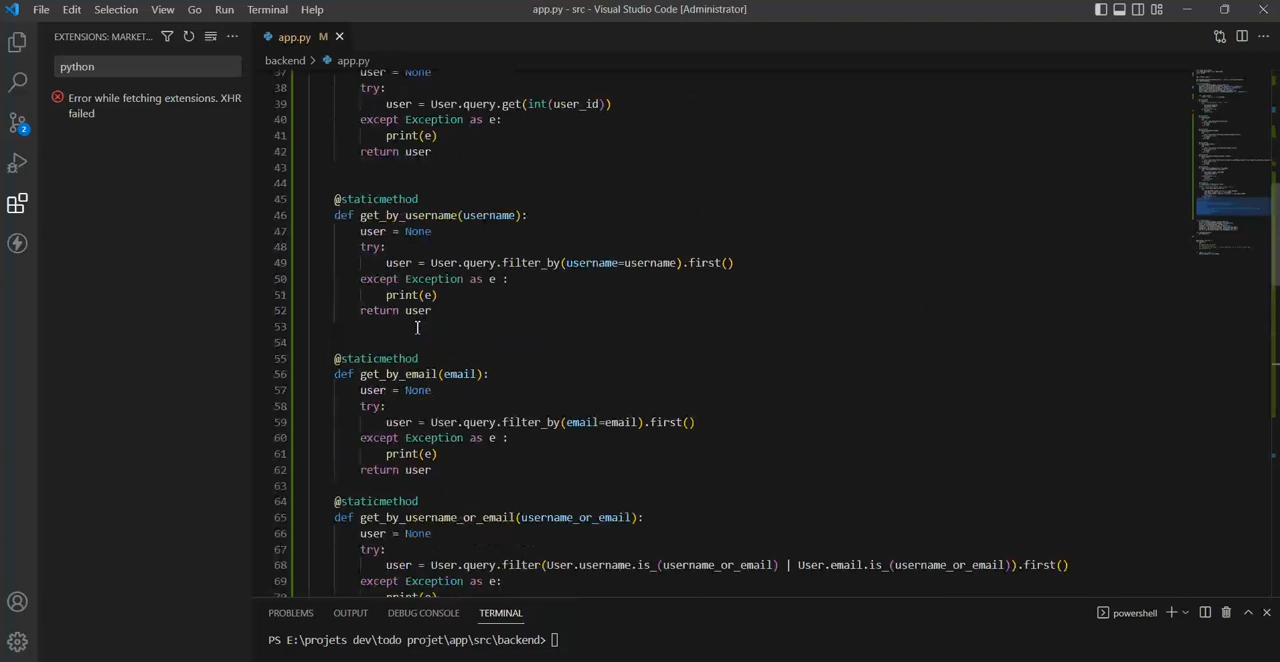 File Edit Selection View Go Run Terminal Help
app.py - src - Visual Studio Code [Administrator]
EXTENSIONS: MARKET...
python
Error while fetching extensions. XHR
failed
2
app.py M
backend > app.py
37 user = None
38 try:
39 user = User.query.get(int(user_id))
40 except Exception as e:
41 print(e)
42 return user
43
44
45 @staticmethod
46 def get_by_username(username):
47 user = None
48 try:
49 user = User.query.filter_by(username=username).first()
50 except Exception as e :
51 print(e)
52 return user
53
54
55 @staticmethod
56 def get_by_email(email):
57 user = None
58 try:
59 user = User.query.filter_by(email=email).first()
60 except Exception as e :
61 print(e)
62 return user
63
64 @staticmethod
65 def get_by_username_or_email(username_or_email):
66 user = None
67 try:
68 user = User.query.filter(User.username.is_(username_or_email) | User.email.is_(username_or_email)).first()
69 except Exception as e:
70 print(e)
PROBLEMS OUTPUT DEBUG CONSOLE TERMINAL
powershell
PS E:\projets dev\todo projet\app\src\backend>